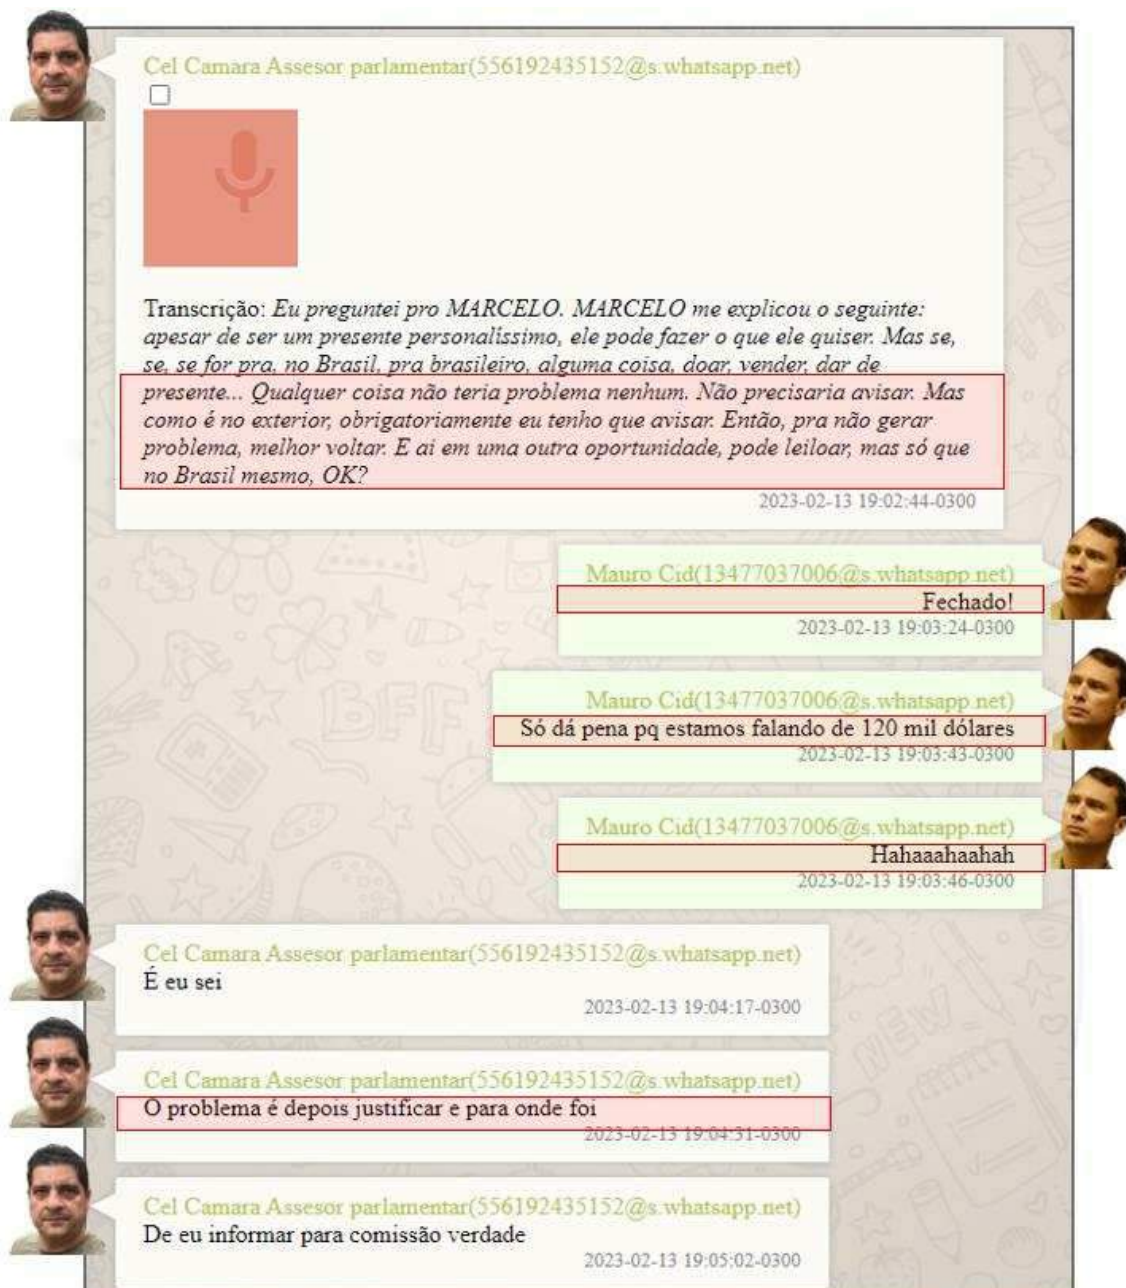 Cel Camara Assesor parlamentar(556192435152@s.whatsapp.net)
Transcrição: Eu preguntei pro MARCELO. MARCELO me explicou o seguinte:
apesar de ser um presente personalíssimo, ele pode fazer o que ele quiser. Mas se,
se, se for pra, no Brasil, pra brasileiro, alguma coisa, doar, vender, dar de
presente... Qualquer coisa não teria problema nenhum. Não precisaria avisar. Mas
como é no exterior, obrigatoriamente eu tenho que avisar. Então, pra não gerar
problema, melhor voltar. E ai em uma outra oportunidade, pode leiloar, mas só que
no Brasil mesmo, OK?
2023-02-13 19:02:44-0300
Mauro Cid(13477037006@s.whatsapp.net)
Fechado!
2023-02-13 19:03:24-0300
Mauro Cid(13477037006@s.whatsapp.net)
Só dá pena pq estamos falando de 120 mil dólares
2023-02-13 19:03:43-0300
Mauro Cid(13477037006@s.whatsapp.net)
Hahaaahaahah
2023-02-13 19:03:46-0300
Cel Camara Assesor parlamentar(556192435152@s.whatsapp.net)
É eu sei
2023-02-13 19:04:17-0300
Cel Camara Assesor parlamentar(556192435152@s.whatsapp.net)
O problema é depois justificar e para onde foi
2023-02-13 19:04:31-0300
Cel Camara Assesor parlamentar(556192435152@s.whatsapp.net)
De eu informar para comissão verdade
2023-02-13 19:05:02-0300
BFF
NEW